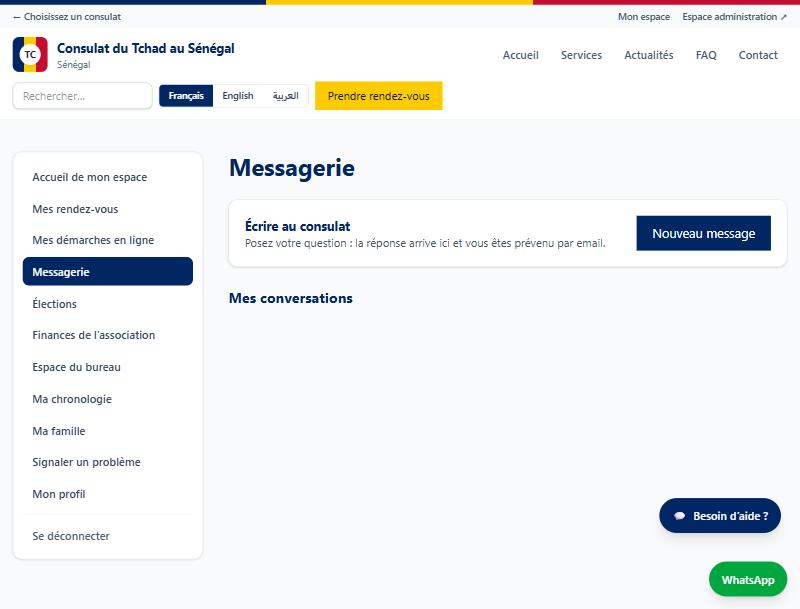 ← Choisissez un consulat
Mon espace
Espace administration ↗
TC
Consulat du Tchad au Sénégal
Sénégal
Accueil
Services
Actualités
FAQ
Contact
Rechercher...
Français
English
العربية
Prendre rendez-vous
Accueil de mon espace
Mes rendez-vous
Mes démarches en ligne
Messagerie
Élections
Finances de l'association
Espace du bureau
Ma chronologie
Ma famille
Signaler un problème
Mon profil
Se déconnecter
Messagerie
Écrire au consulat
Posez votre question : la réponse arrive ici et vous êtes prévenu par email.
Nouveau message
Mes conversations
Besoin d'aide ?
WhatsApp